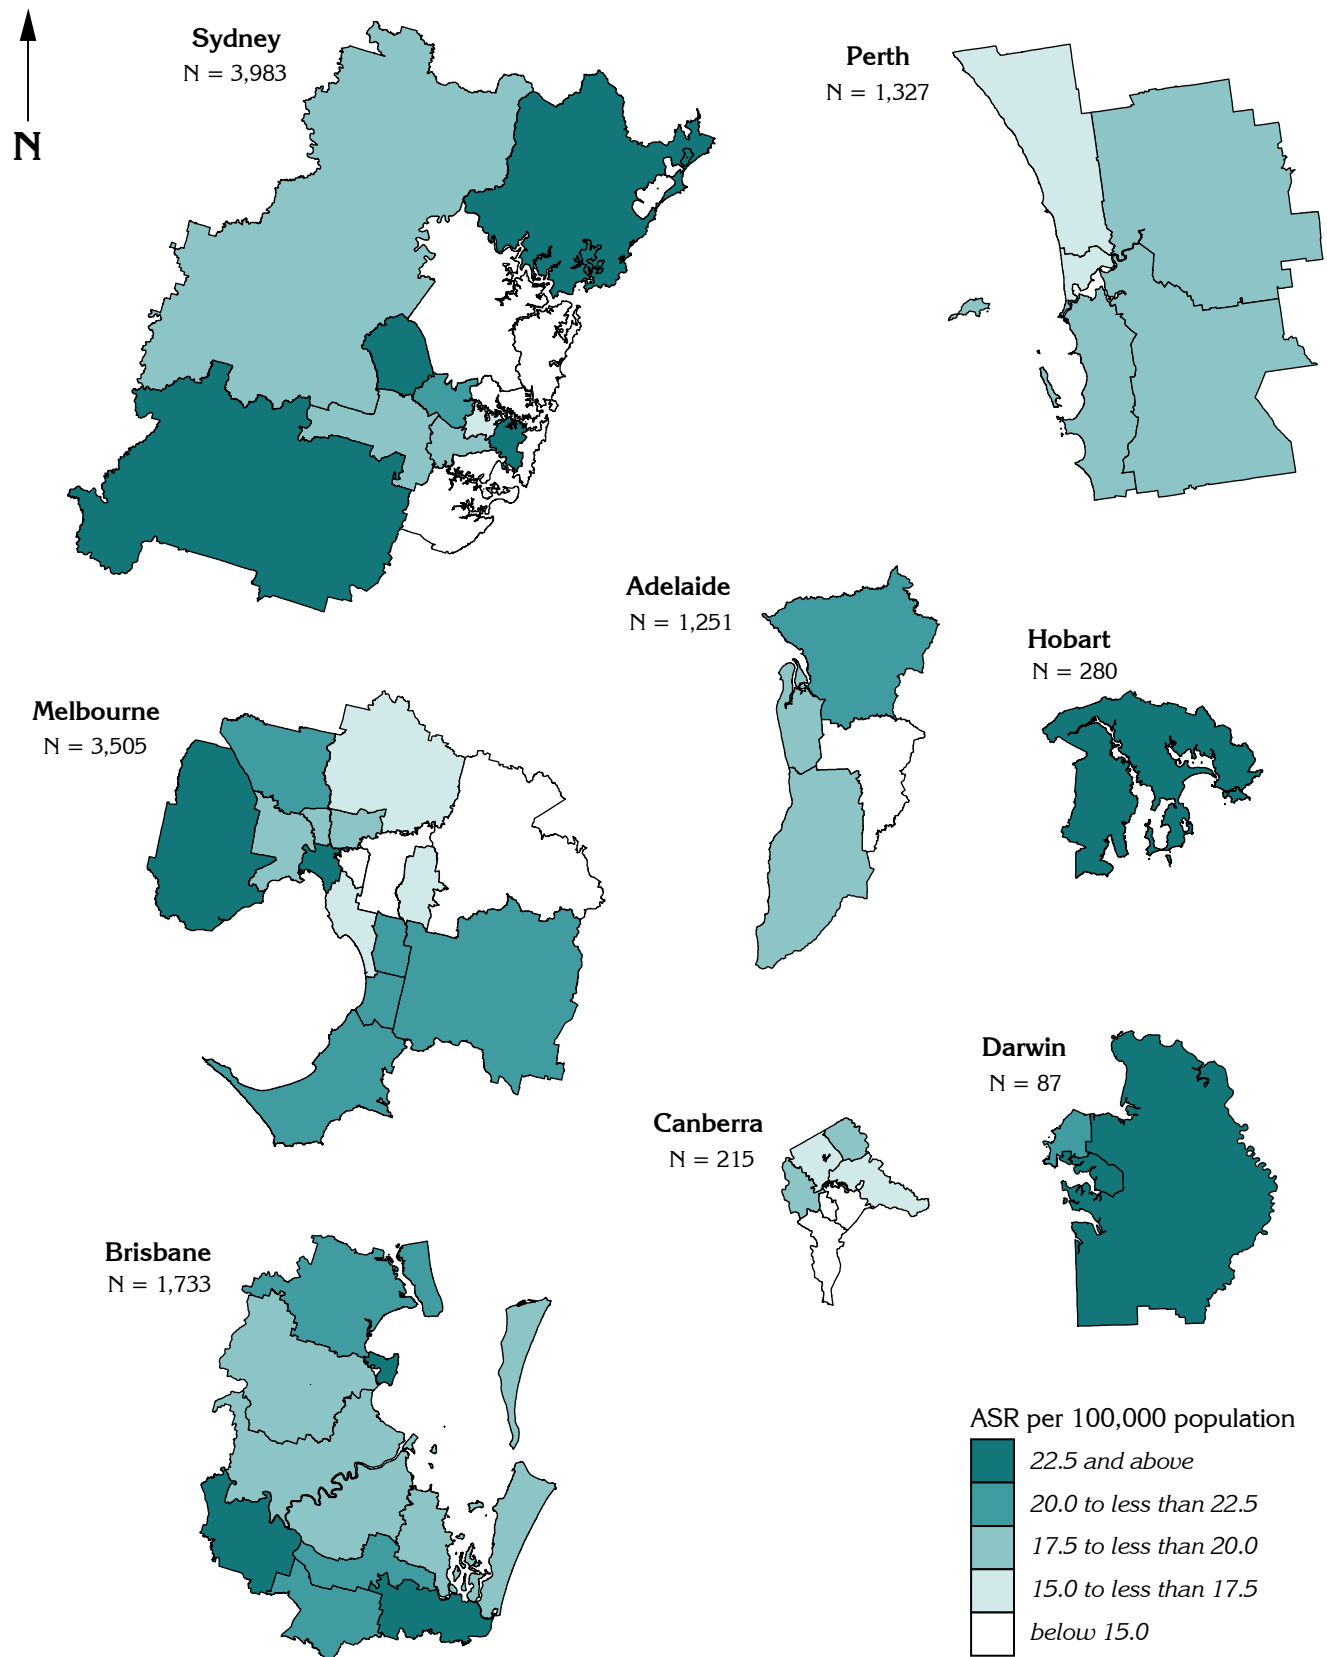 Sydney
N = 3,983
Perth
N = 1,327
N
Adelaide
N = 1,251
Hobart
N = 280
Melbourne
N = 3,505
Darwin
N = 87
Canberra
N = 215
Brisbane
N = 1,733
ASR per 100,000 population
22.5 and above
20.0 to less than 22.5
17.5 to less than 20.0
15.0 to less than 17.5
below 15.0